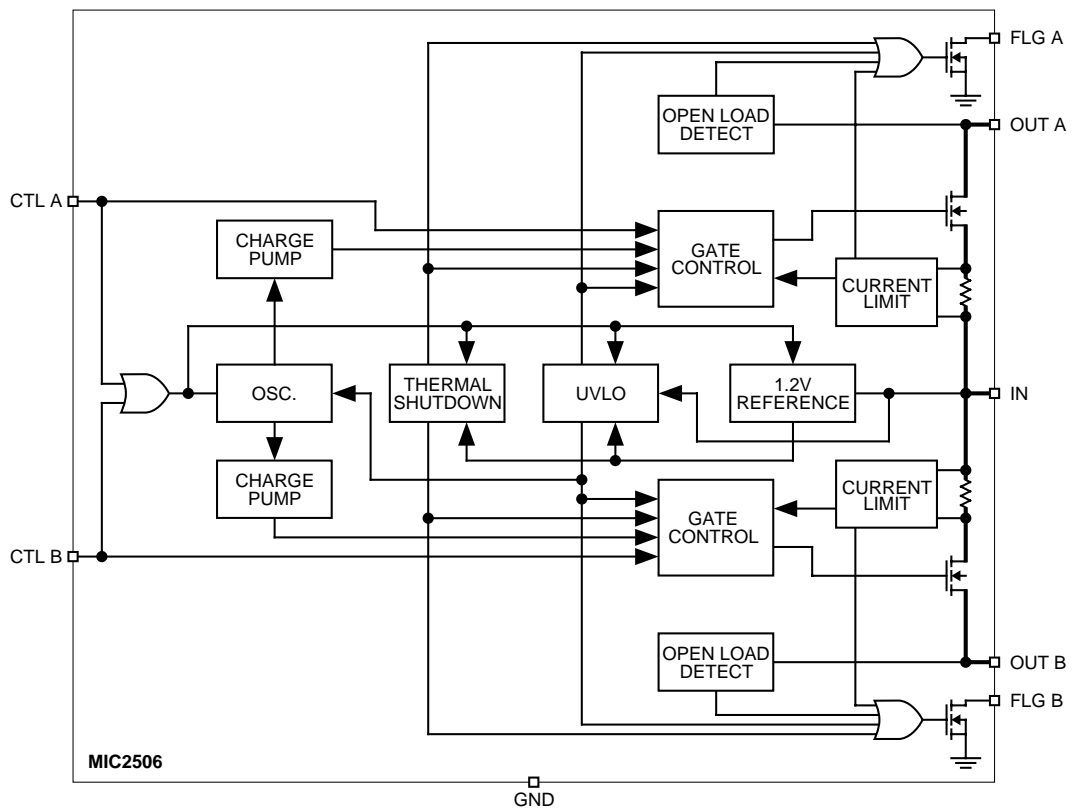 FLG A
OPEN LOAD
DETECT
OUT A
CTL A
CHARGE
PUMP
GATE
CONTROL
CURRENT
LIMIT
OSC.
THERMAL
SHUTDOWN
UVLO
1.2V
REFERENCE
IN
CHARGE
PUMP
GATE
CONTROL
CURRENT
LIMIT
CTL B
OPEN LOAD
DETECT
OUT B
FLG B
MIC2506
GND